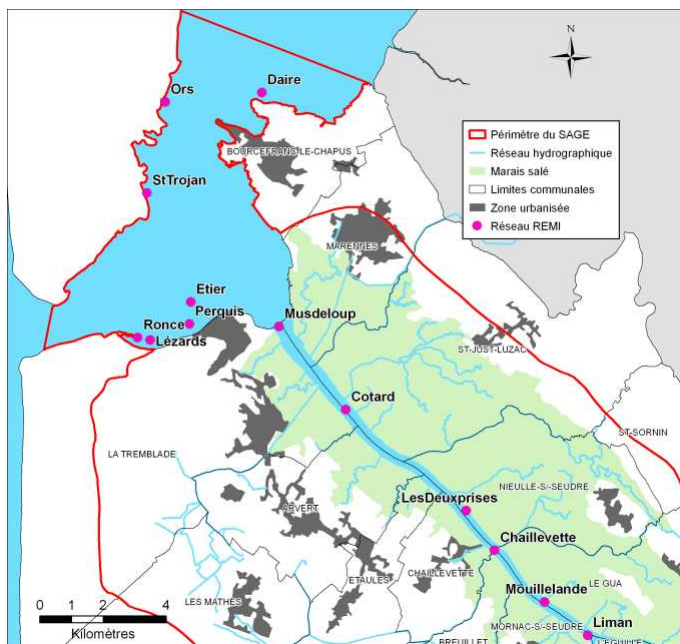 N
Daire
Ors
Périmètre du SAGE
Réseau hydrographique
Marais salé
Limites communales
Zone urbanisée
Réseau REMI
BOURCEFRANC-LE-CHAPUS
StTrojan
MARENNES
Etier
Perquis
Musdeloup
Ronce
Lézards
ST-JUST-LUZAC
Cotard
ST-SORNIN
LA TREMBLADE
NIEULLE-S/-SEUDRE
LesDeuxprises
ARVERT
Chaillevette
CHAILLEVETTE
ETAULES
LE GUA
Mouillelande
LES MATHES
0 2 4
Kilomètres
MORNAC-S/-SEUDRE
Liman
BREUILLET
L'EGUILLE